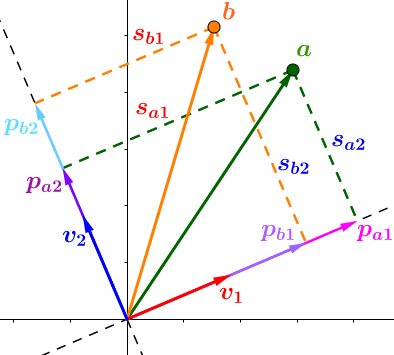 b
s_b1
a
s_a1
p_b2
s_a2
s_b2
p_a2
v_2
p_b1
p_a1
v_1